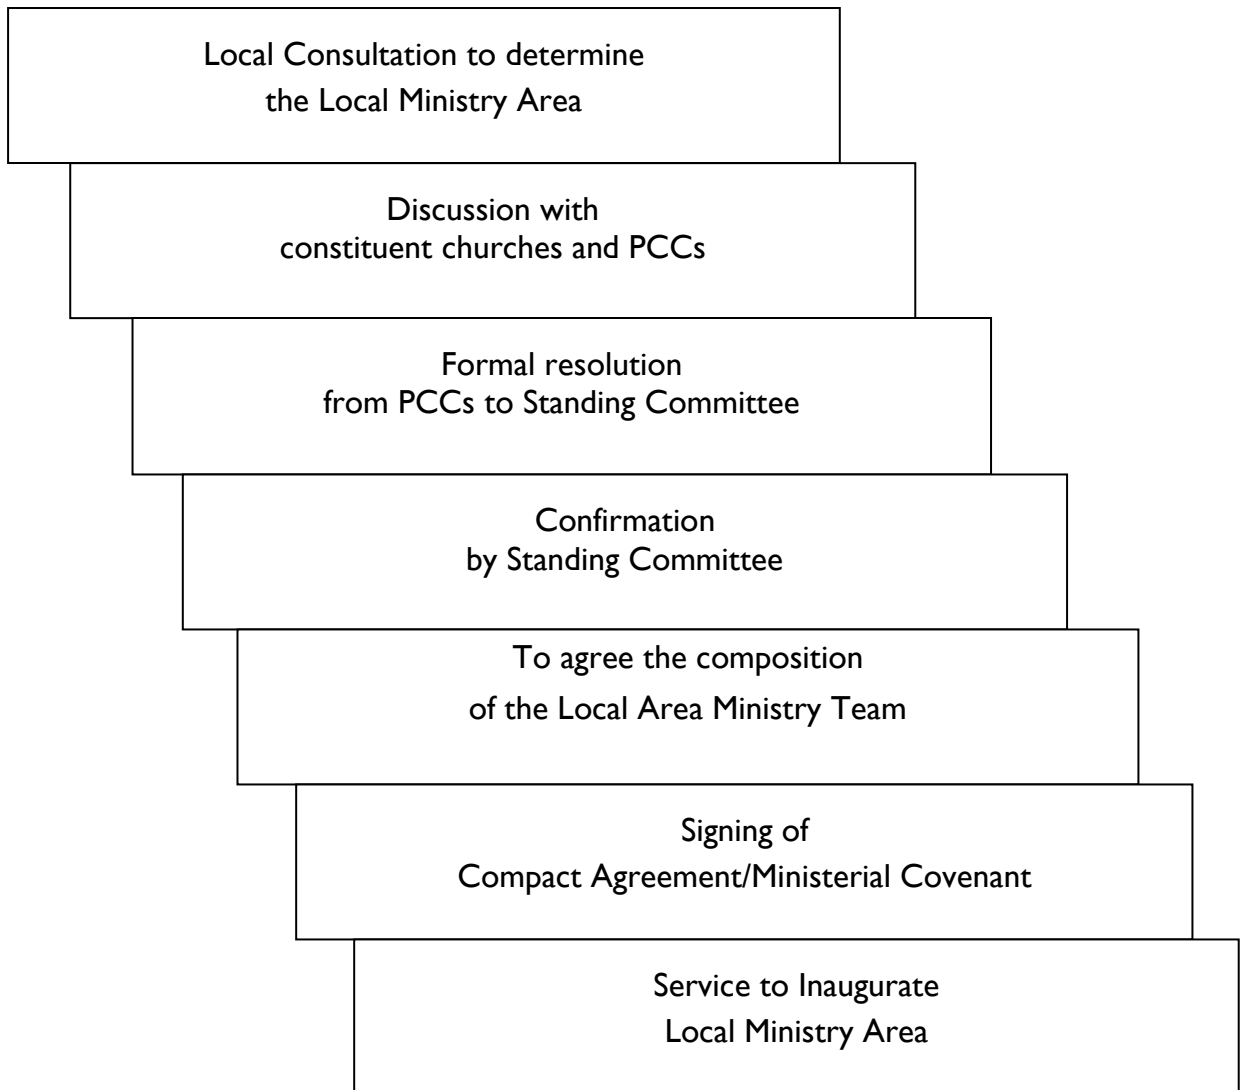 Local Consultation to determine
the Local Ministry Area
Discussion with
constituent churches and PCCs
Formal resolution
from PCCs to Standing Committee
Confirmation
by Standing Committee
To agree the composition
of the Local Area Ministry Team
Signing of
Compact Agreement/Ministerial Covenant
Service to Inaugurate
Local Ministry Area